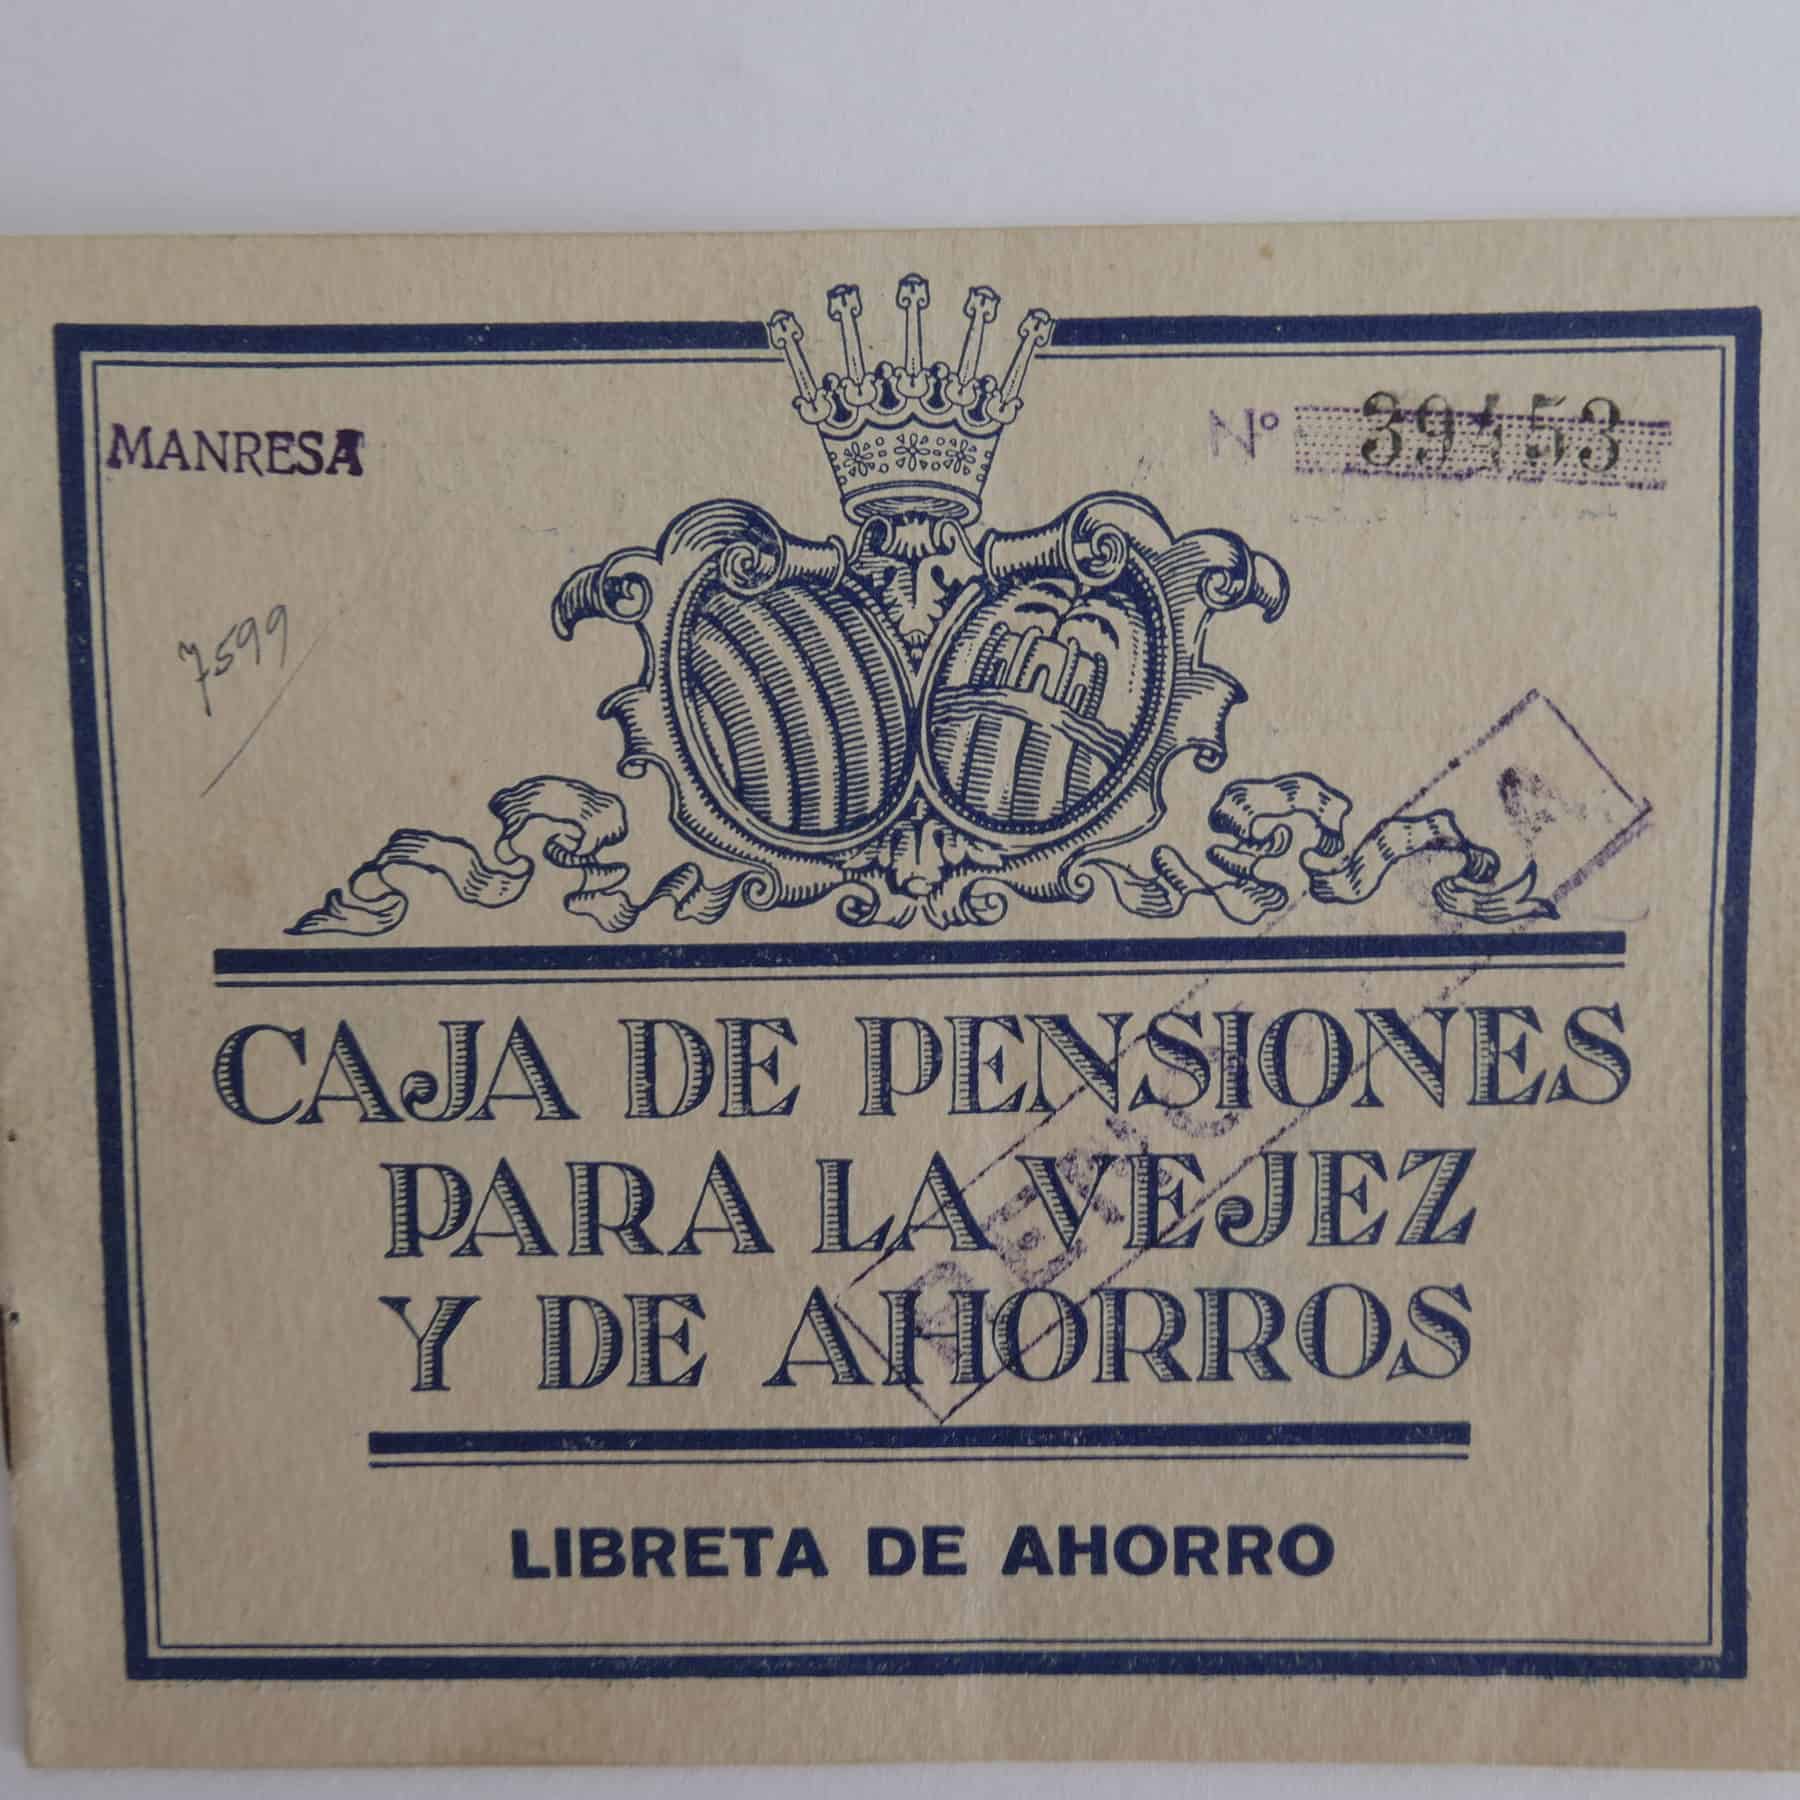 MANRESA
Nº 39453
7599
CAJA DE PENSIONES
PARA LA VEJEZ
Y DE AHORROS
LIBRETA DE AHORRO